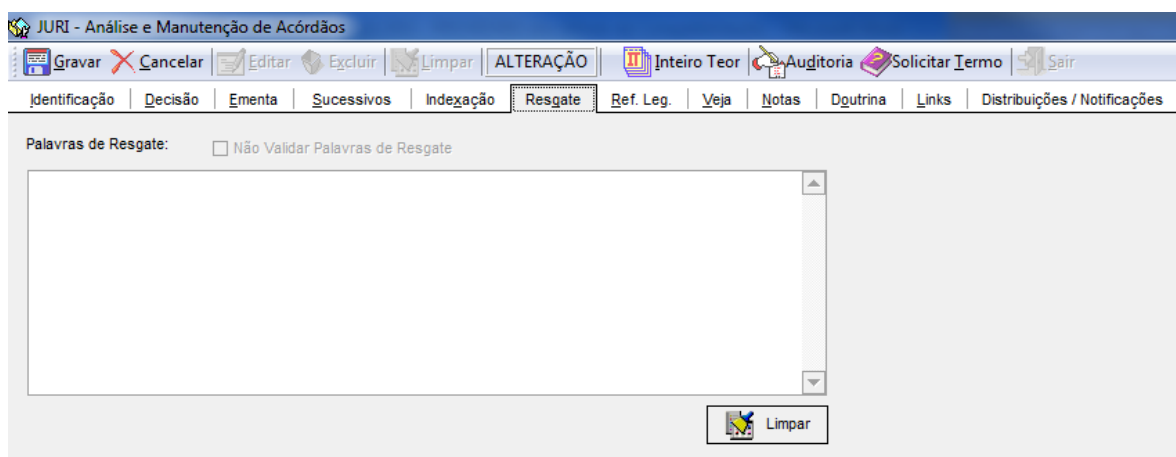 JURI - Análise e Manutenção de Acórdãos
Gravar Cancelar Editar Excluir Limpar ALTERAÇÃO Inteiro Teor Auditoria Solicitar Termo Sair
Identificação Decisão Ementa Sucessivos Indexação Resgate Ref. Leg. Veja Notas Doutrina Links Distribuições / Notificações
Palavras de Resgate: Não Validar Palavras de Resgate
Limpar